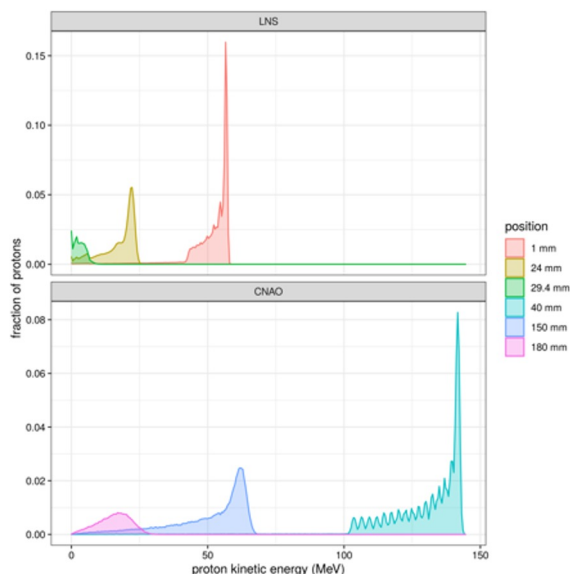 LNS
0.15
0.10
0.05
0.00
fraction of protons
CNAO
0.08
0.06
0.04
0.02
0.00
0
50
100
150
proton kinetic energy (MeV)
position
1 mm
24 mm
29.4 mm
40 mm
150 mm
180 mm